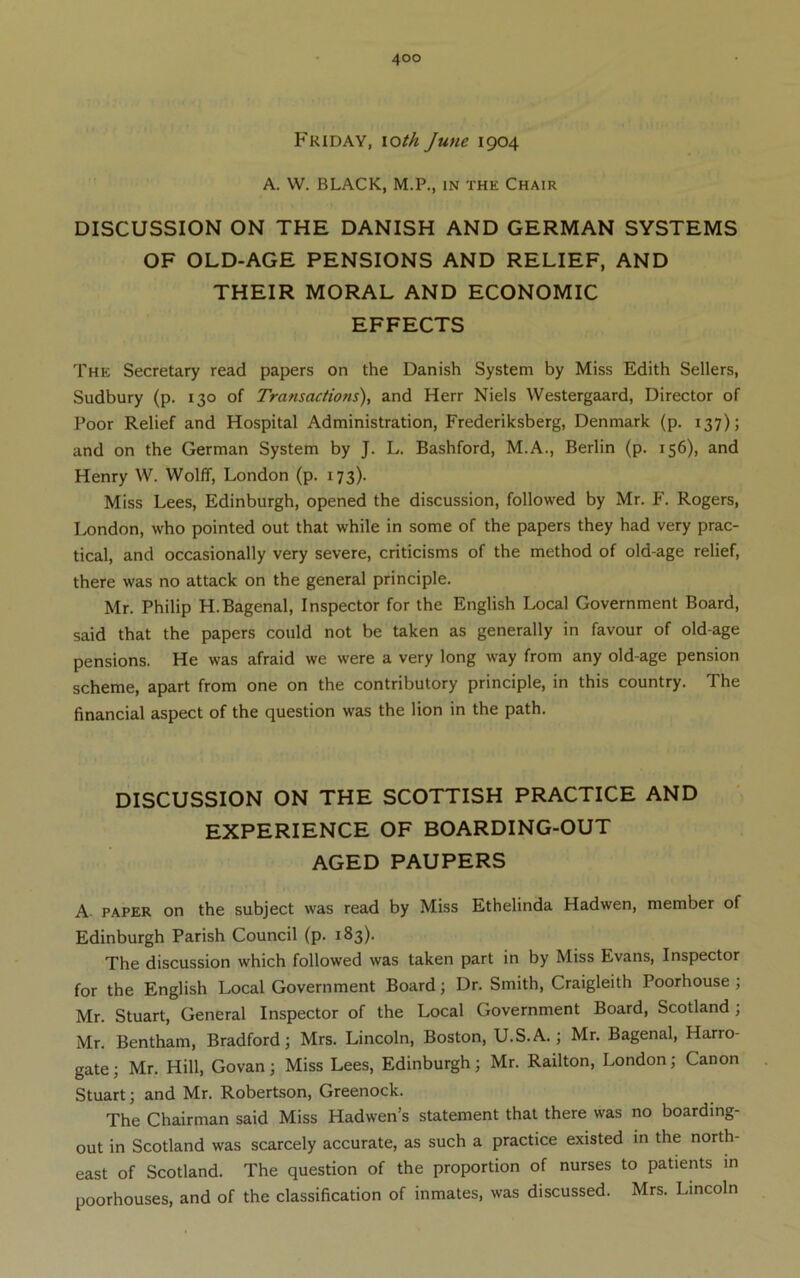 400
FRIDAY, 10th June 1904
A. W. BLACK, M.P., IN THE CHAIR
DISCUSSION ON THE DANISH AND GERMAN SYSTEMS
OF OLD-AGE PENSIONS AND RELIEF, AND
THEIR MORAL AND ECONOMIC
EFFECTS
THE Secretary read papers on the Danish System by Miss Edith Sellers,
Sudbury (p. 130 of Transactions), and Herr Niels Westergaard, Director of
Poor Relief and Hospital Administration, Frederiksberg, Denmark (p. 137);
and on the German System by J. L. Bashford, M.A., Berlin (p. 156), and
Henry W. Wolff, London (p. 173).
Miss Lees, Edinburgh, opened the discussion, followed by Mr. F. Rogers,
London, who pointed out that while in some of the papers they had very prac-
tical, and occasionally very severe, criticisms of the method of old-age relief,
there was no attack on the general principle.
Mr. Philip H.Bagenal, Inspector for the English Local Government Board,
said that the papers could not be taken as generally in favour of old-age
pensions. He was afraid we were a very long way from any old-age pension
scheme, apart from one on the contributory principle, in this country. The
financial aspect of the question was the lion in the path.
DISCUSSION ON THE SCOTTISH PRACTICE AND
EXPERIENCE OF BOARDING-OUT
AGED PAUPERS
A PAPER on the subject was read by Miss Ethelinda Hadwen, member of
Edinburgh Parish Council (p. 183).
The discussion which followed was taken part in by Miss Evans, Inspector
for the English Local Government Board; Dr. Smith, Craigleith Poorhouse;
Mr. Stuart, General Inspector of the Local Government Board, Scotland;
Mr. Bentham, Bradford; Mrs. Lincoln, Boston, U.S.A.; Mr. Bagenal, Harro-
gate; Mr. Hill, Govan; Miss Lees, Edinburgh; Mr. Railton, London; Canon
Stuart; and Mr. Robertson, Greenock.
The Chairman said Miss Hadwen's statement that there was no boarding-
out in Scotland was scarcely accurate, as such a practice existed in the north-
east of Scotland. The question of the proportion of nurses to patients in
poorhouses, and of the classification of inmates, was discussed. Mrs. Lincoln